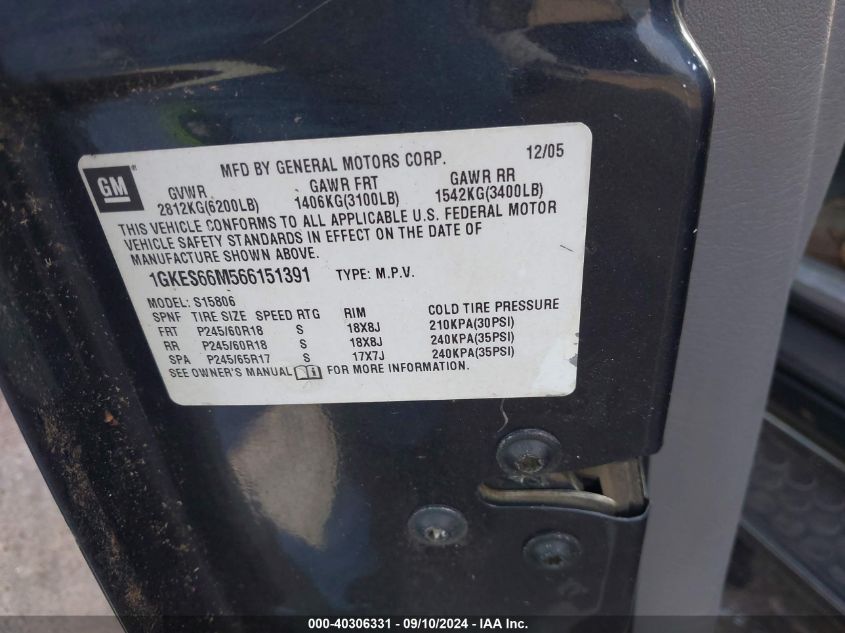 MFD BY GENERAL MOTORS CORP. 12/05
GM
GVWR GAWR FRT GAWR RR
2812KG(6200LB) 1406KG(3100LB) 1542KG(3400LB)
THIS VEHICLE CONFORMS TO ALL APPLICABLE U.S. FEDERAL MOTOR
VEHICLE SAFETY STANDARDS IN EFFECT ON THE DATE OF
MANUFACTURE SHOWN ABOVE.
1GKES66M566151391 TYPE: M.P.V.
MODEL: S15806
SPNF TIRE SIZE SPEED RTG RIM COLD TIRE PRESSURE
FRT P245/60R18 S 18X8J 210KPA(30PSI)
RR P245/60R18 S 18X8J 240KPA(35PSI)
SPA P245/65R17 S 17X7J 240KPA(35PSI)
SEE OWNER'S MANUAL i FOR MORE INFORMATION.
000-40306331 - 09/10/2024 - IAA Inc.